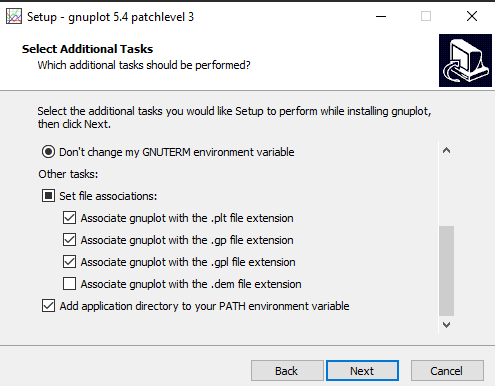 Setup - gnuplot 5.4 patchlevel 3
Select Additional Tasks
Which additional tasks should be performed?
Select the additional tasks you would like Setup to perform while installing gnuplot,
then click Next.
Don't change my GNUTERM environment variable
Other tasks:
Set file associations:
Associate gnuplot with the .plt file extension
Associate gnuplot with the .gp file extension
Associate gnuplot with the .gpl file extension
Associate gnuplot with the .dem file extension
Add application directory to your PATH environment variable
Back
Next
Cancel